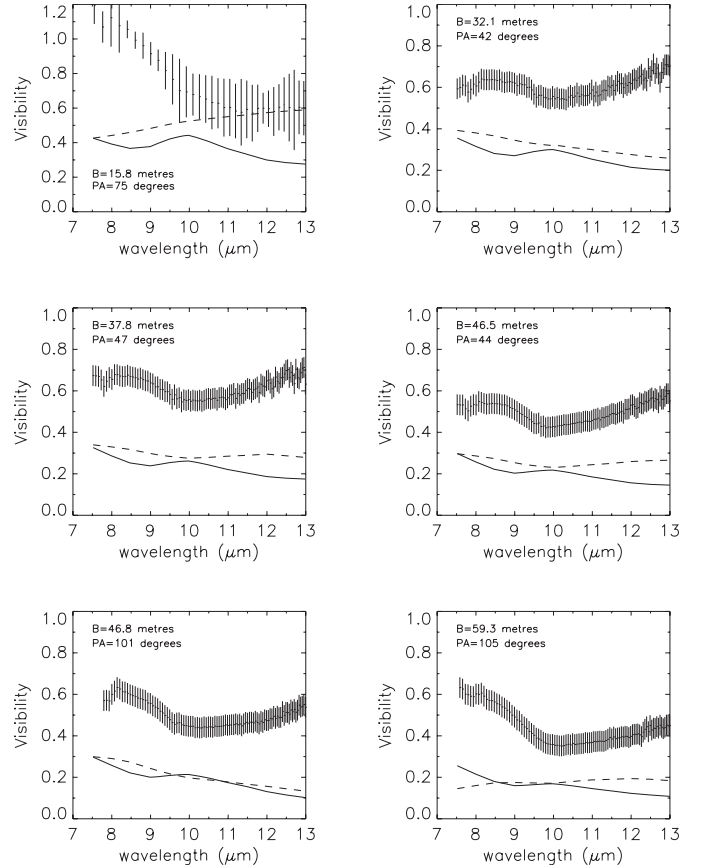 1.2
1.0
0.8
0.6
0.4
0.2
0.0
Visibility
B=15.8 metres
PA=75 degrees
7 8 9 10 11 12 13
wavelength (μm)
1.0
0.8
0.6
0.4
0.2
0.0
Visibility
B=32.1 metres
PA=42 degrees
7 8 9 10 11 12 13
wavelength (μm)
1.0
0.8
0.6
0.4
0.2
0.0
Visibility
B=37.8 metres
PA=47 degrees
7 8 9 10 11 12 13
wavelength (μm)
1.0
0.8
0.6
0.4
0.2
0.0
Visibility
B=46.5 metres
PA=44 degrees
7 8 9 10 11 12 13
wavelength (μm)
1.0
0.8
0.6
0.4
0.2
0.0
Visibility
B=46.8 metres
PA=101 degrees
7 8 9 10 11 12 13
wavelength (μm)
1.0
0.8
0.6
0.4
0.2
0.0
Visibility
B=59.3 metres
PA=105 degrees
7 8 9 10 11 12 13
wavelength (μm)